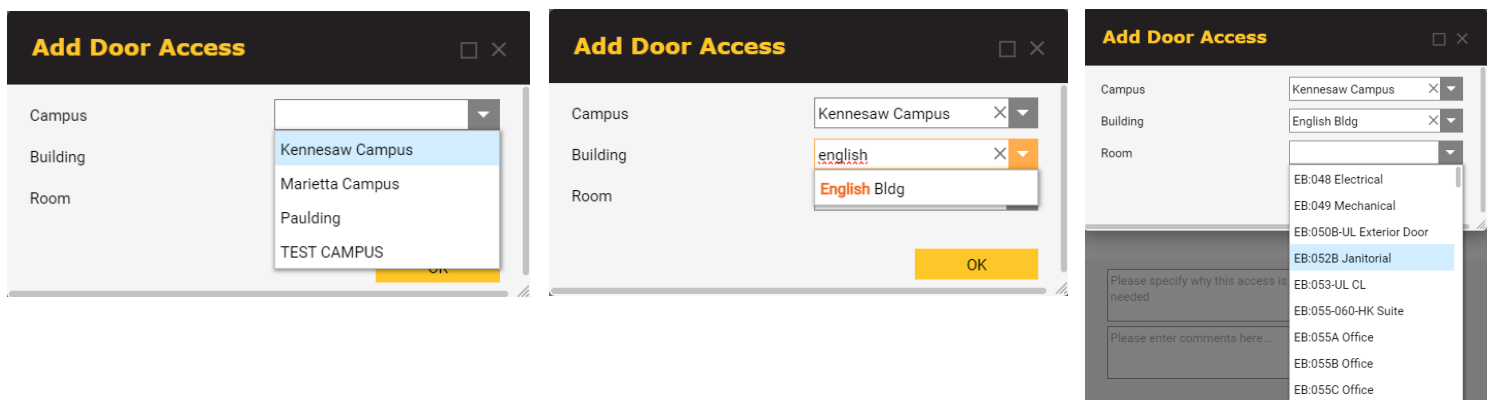 Add Door Access
Campus
Building
Kennesaw Campus
Marietta Campus
Room
Paulding
TEST CAMPUS
OK
Add Door Access
Campus
Kennesaw Campus
Building
english
English Bldg
Room
OK
Add Door Access
Campus
Kennesaw Campus
Building
English Bldg
Room
EB:048 Electrical
EB:049 Mechanical
EB:050B-UL Exterior Door
EB:052B Janitorial
EB:053-UL CL
EB:055-060-HK Suite
EB:055A Office
EB:055B Office
EB:055C Office
Please specify why this access is
needed
Please enter comments here...